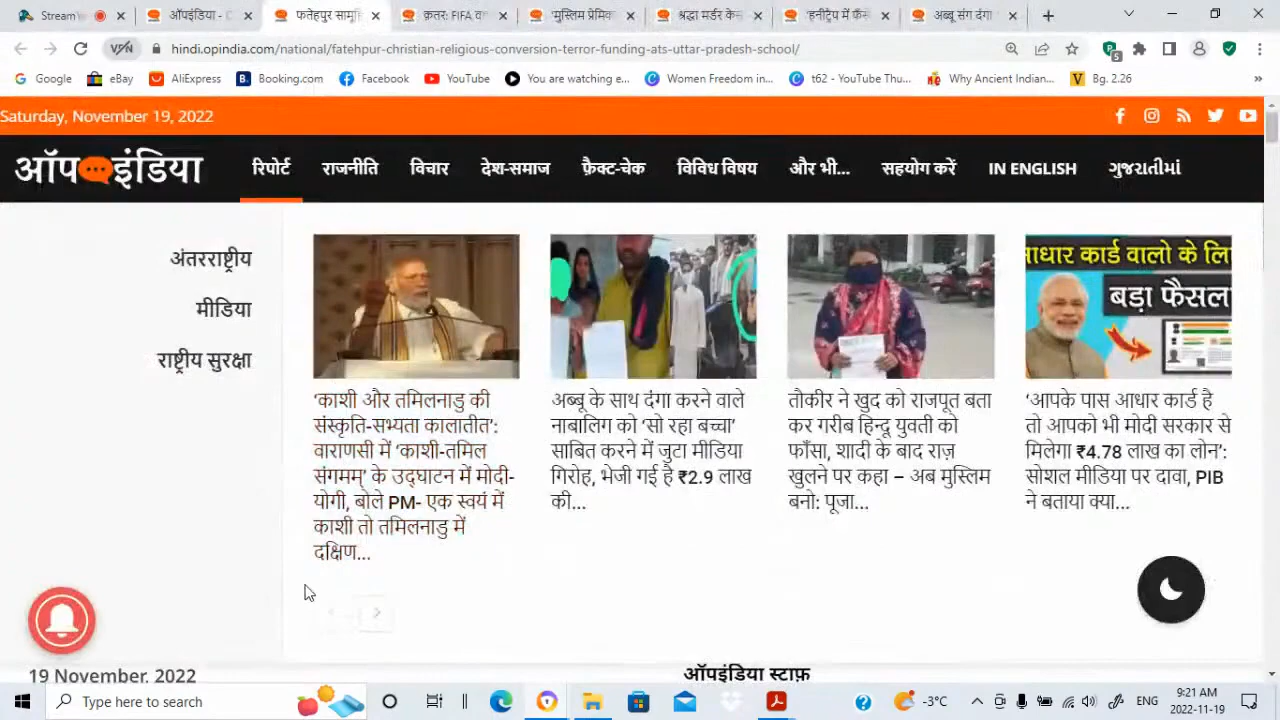 Stream
ऑपइंडिया - C
फतेहपुर सामूहि
क़तर: FIFA व
'मुस्लिम प्रेमिक
श्रद्धा मर्डर केस
'हनीट्रैप में फँस
अब्बू संग दंगा
VPN
hindi.opindia.com/national/fatehpur-christian-religious-conversion-terror-funding-ats-uttar-pradesh-school/
5
Google
eBay
AliExpress
Booking.com
Facebook
YouTube
You are watching e...
Women Freedom in...
t62 - YouTube Thu...
Why Ancient Indian...
Bg. 2.26
Saturday, November 19, 2022
ऑपइंडिया
रिपोर्ट
राजनीति
विचार
देश-समाज
फ़ैक्ट-चेक
विविध विषय
और भी...
सहयोग करें
IN ENGLISH
ગુજરાતીમાં
अंतरराष्ट्रीय
मीडिया
राष्ट्रीय सुरक्षा
'काशी और तमिलनाडु की
संस्कृति-सभ्यता कालातीत':
वाराणसी में 'काशी-तमिल
संगमम्' के उद्घाटन में मोदी-
योगी, बोले PM- एक स्वयं में
काशी तो तमिलनाडु में
दक्षिण...
अब्बू के साथ दंगा करने वाले
नाबालिग को 'सो रहा बच्चा'
साबित करने में जुटा मीडिया
गिरोह, भेजी गई है ₹2.9 लाख
की...
तौकीर ने खुद को राजपूत बता
कर गरीब हिन्दू युवती को
फाँसा, शादी के बाद राज़
खुलने पर कहा – अब मुस्लिम
बनो: पूजा...
आधार कार्ड वालो के लि
बड़ा फैसल
'आपके पास आधार कार्ड है
तो आपको भी मोदी सरकार से
मिलेगा ₹4.78 लाख का लोन':
सोशल मीडिया पर दावा, PIB
ने बताया क्या...
19 November, 2022
ऑपइंडिया स्टाफ़
Type here to search
-3°C
ENG
9:21 AM
2022-11-19